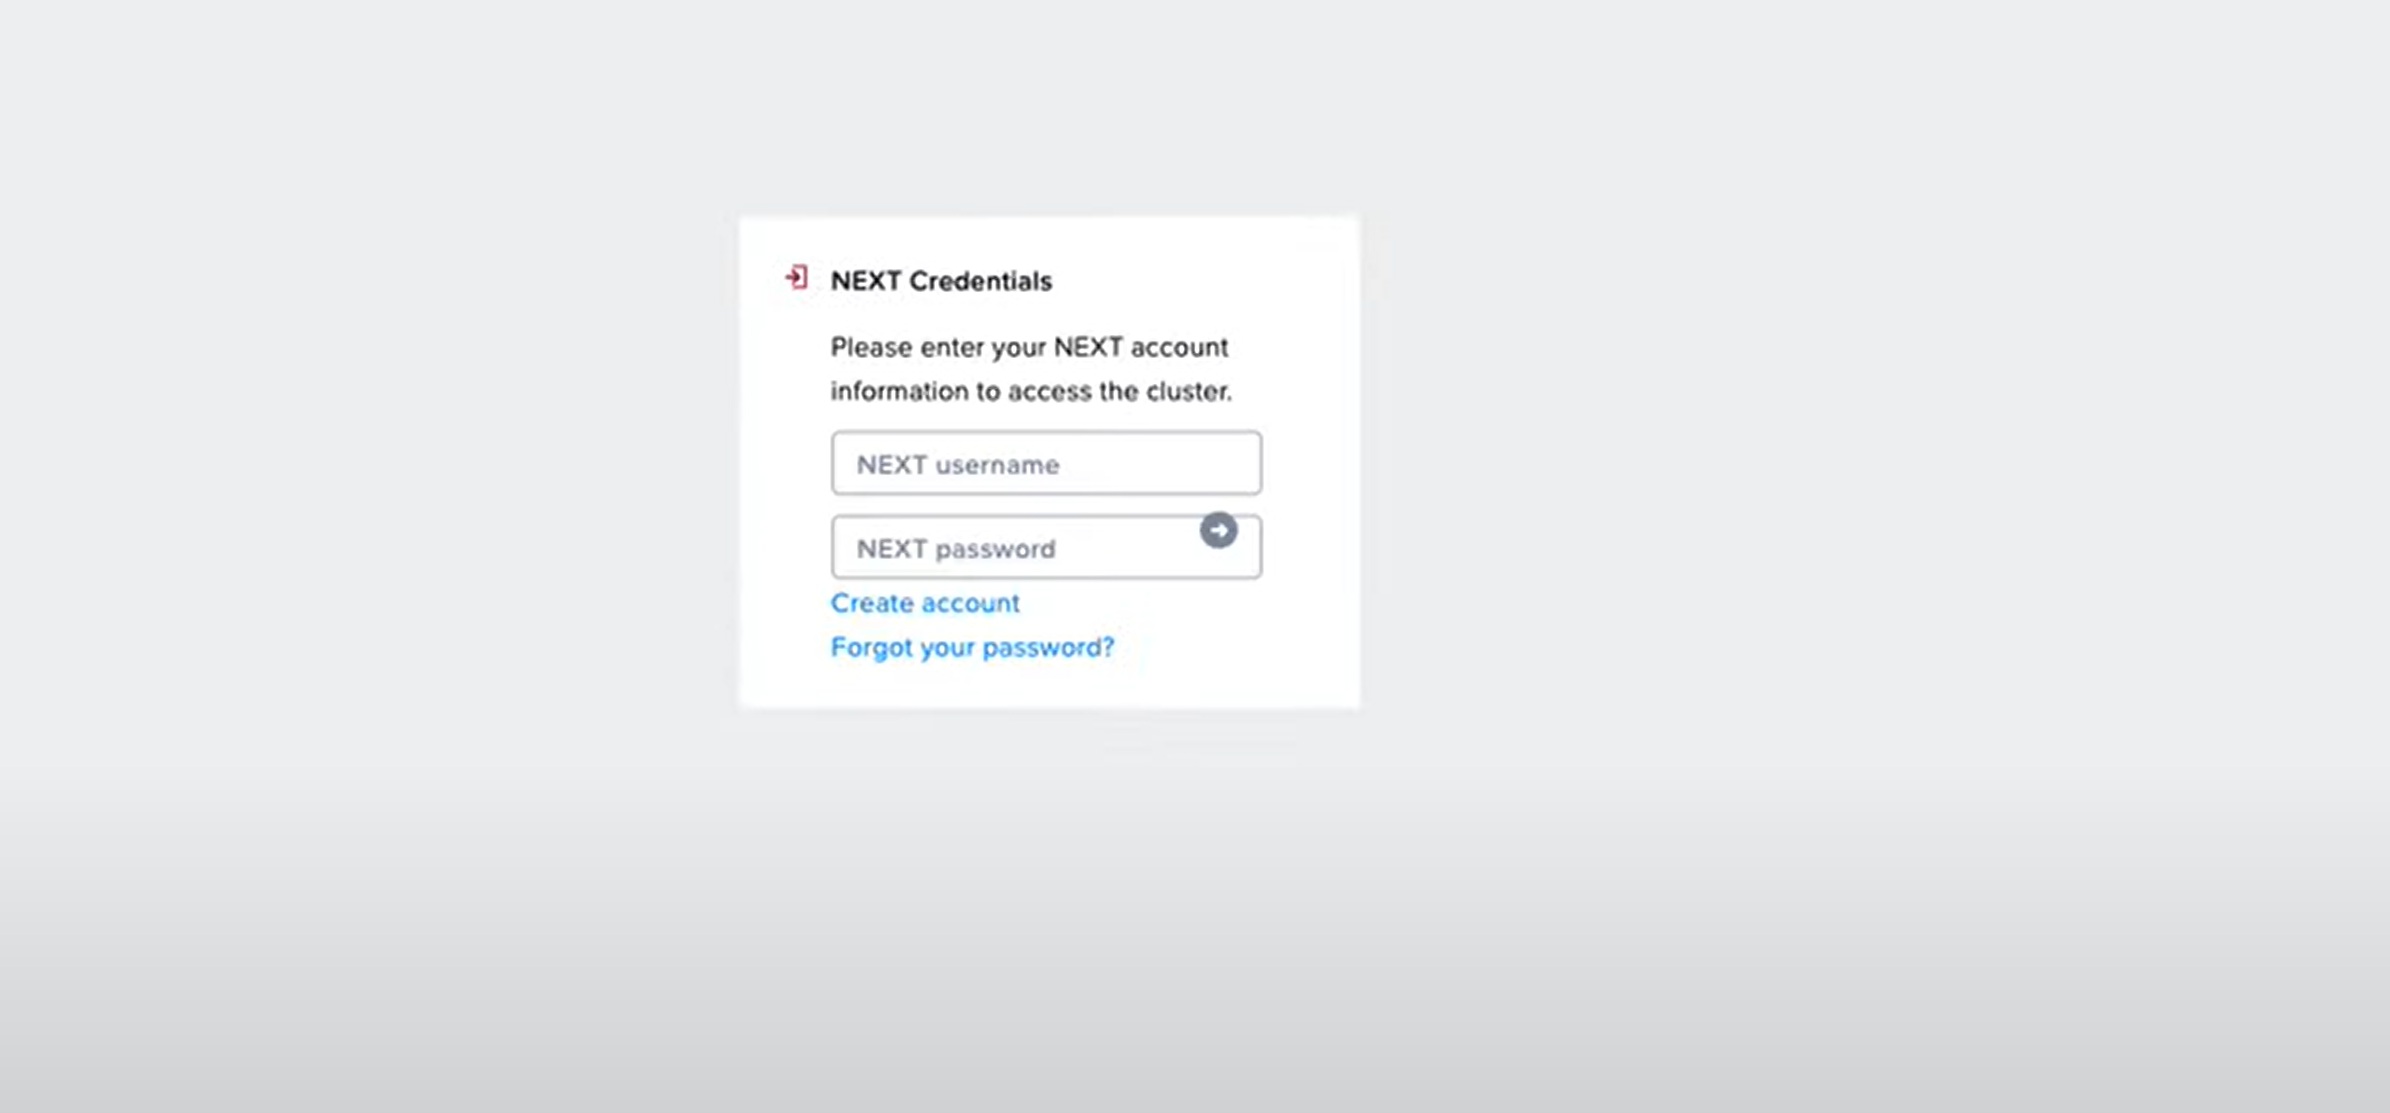 NEXT Credentials
Please enter your NEXT account
information to access the cluster.
NEXT username
NEXT password
Create account
Forgot your password?